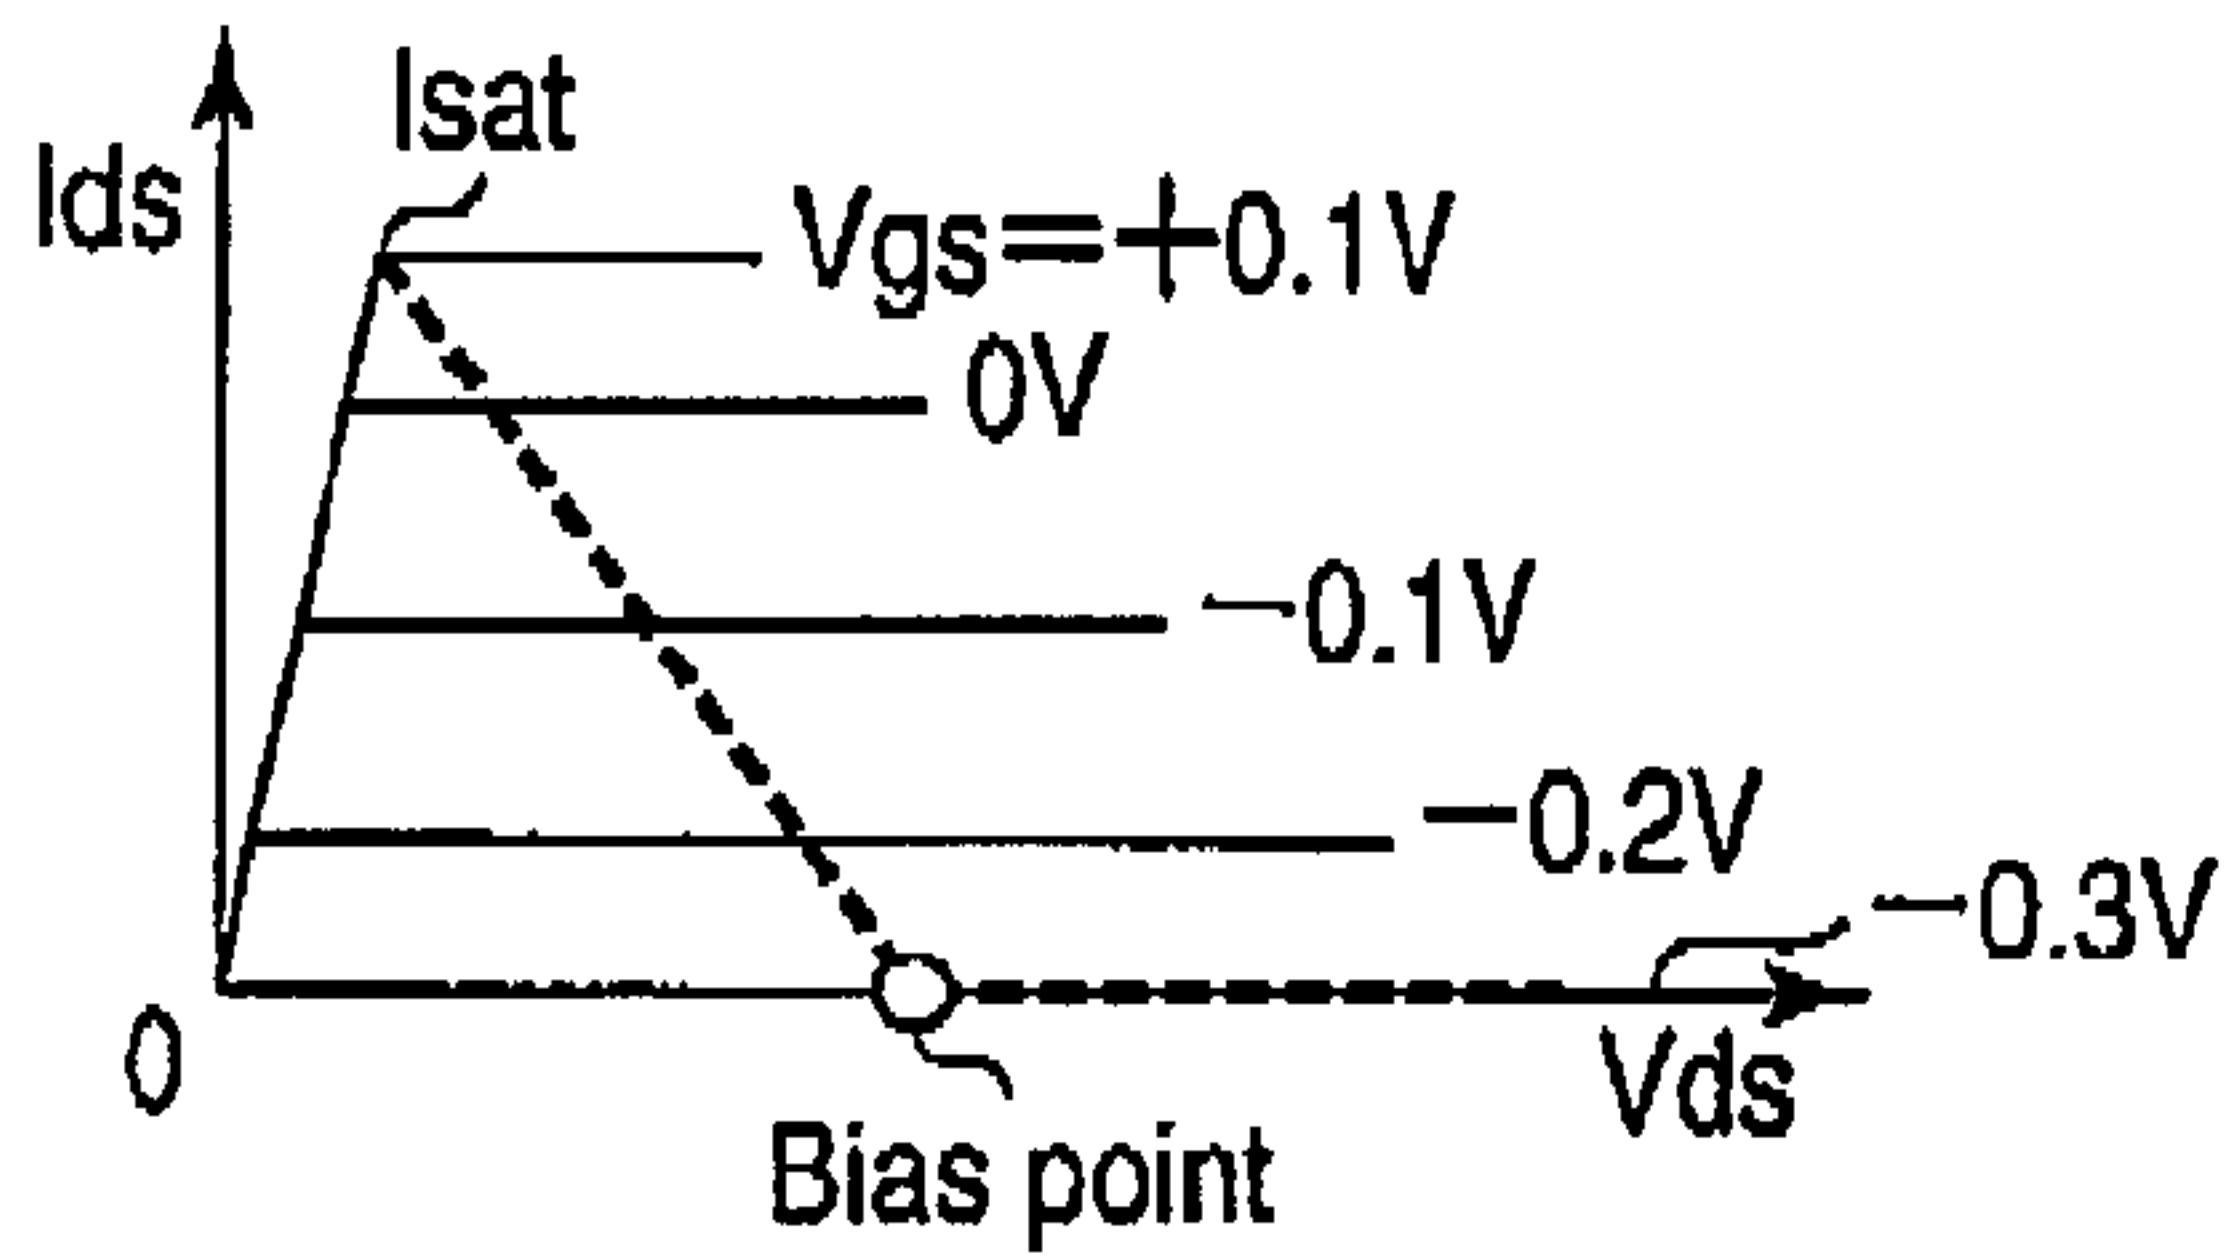 Isat
Ids
Vgs=+0.1V
0V
−0.1V
−0.2V
−0.3V
0
Vds
Bias point